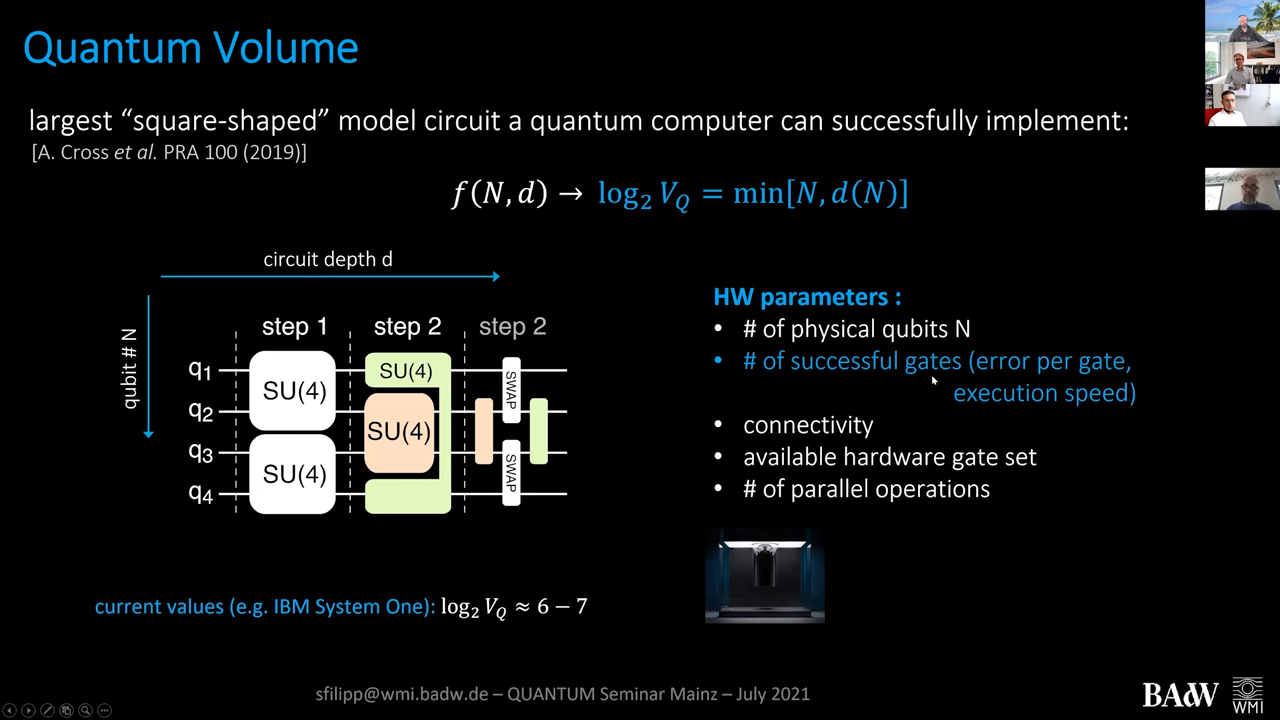 Quantum Volume
largest “square-shaped” model circuit a quantum computer can successfully implement:
[A. Cross et al. PRA 100 (2019)]
f(N, d) → log₂ V_Q = min[N, d(N)]
circuit depth d
qubit # N
step 1
step 2
step 2
q₁
q₂
q₃
q₄
SU(4)
SU(4)
SU(4)
SU(4)
SWAP
SWAP
HW parameters :
• # of physical qubits N
• # of successful gates (error per gate,
execution speed)
• connectivity
• available hardware gate set
• # of parallel operations
current values (e.g. IBM System One): log₂ V_Q ≈ 6 − 7
sfilipp@wmi.badw.de – QUANTUM Seminar Mainz – July 2021
BAdW
WMI